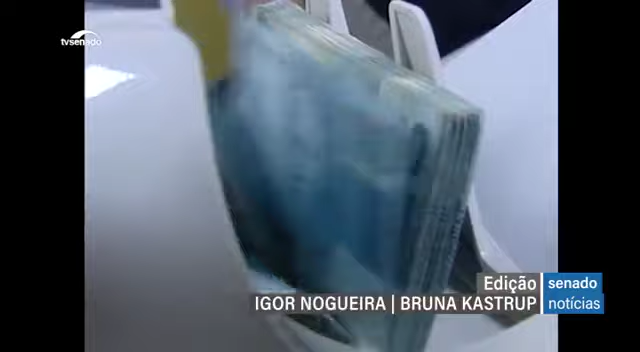 tvsenado
Edição
IGOR NOGUEIRA | BRUNA KASTRUP
senado
notícias